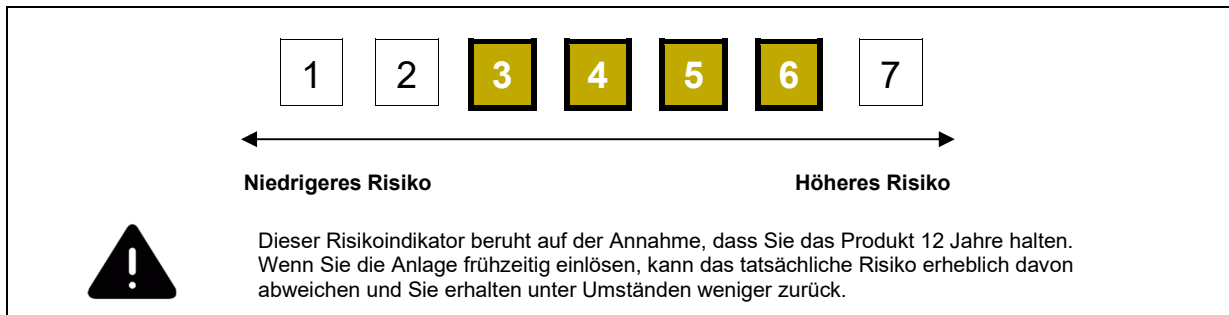 1 2 3 4 5 6 7
Niedrigeres Risiko Höheres Risiko
Dieser Risikoindikator beruht auf der Annahme, dass Sie das Produkt 12 Jahre halten.
Wenn Sie die Anlage frühzeitig einlösen, kann das tatsächliche Risiko erheblich davon
abweichen und Sie erhalten unter Umständen weniger zurück.